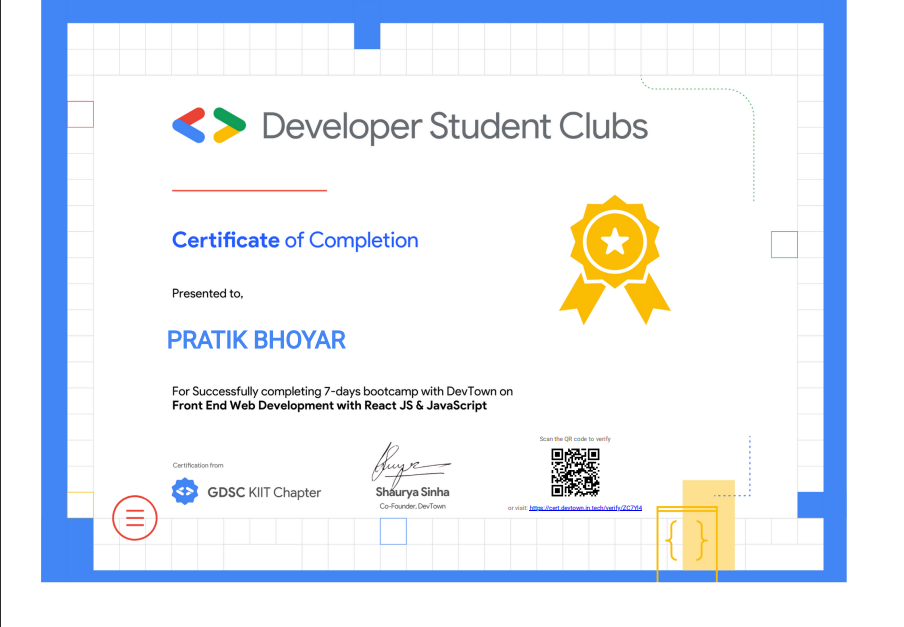 Developer Student Clubs
Certificate of Completion
Presented to,
PRATIK BHOYAR
For Successfully completing 7-days bootcamp with DevTown on
Front End Web Development with React JS & JavaScript
Certification from
GDSC KIIT Chapter
Shaurya Sinha
Co-Founder, DevTown
Scan the QR code to verify
or visit: https://cert.devtown.in.tech/verify/ZC7YI4